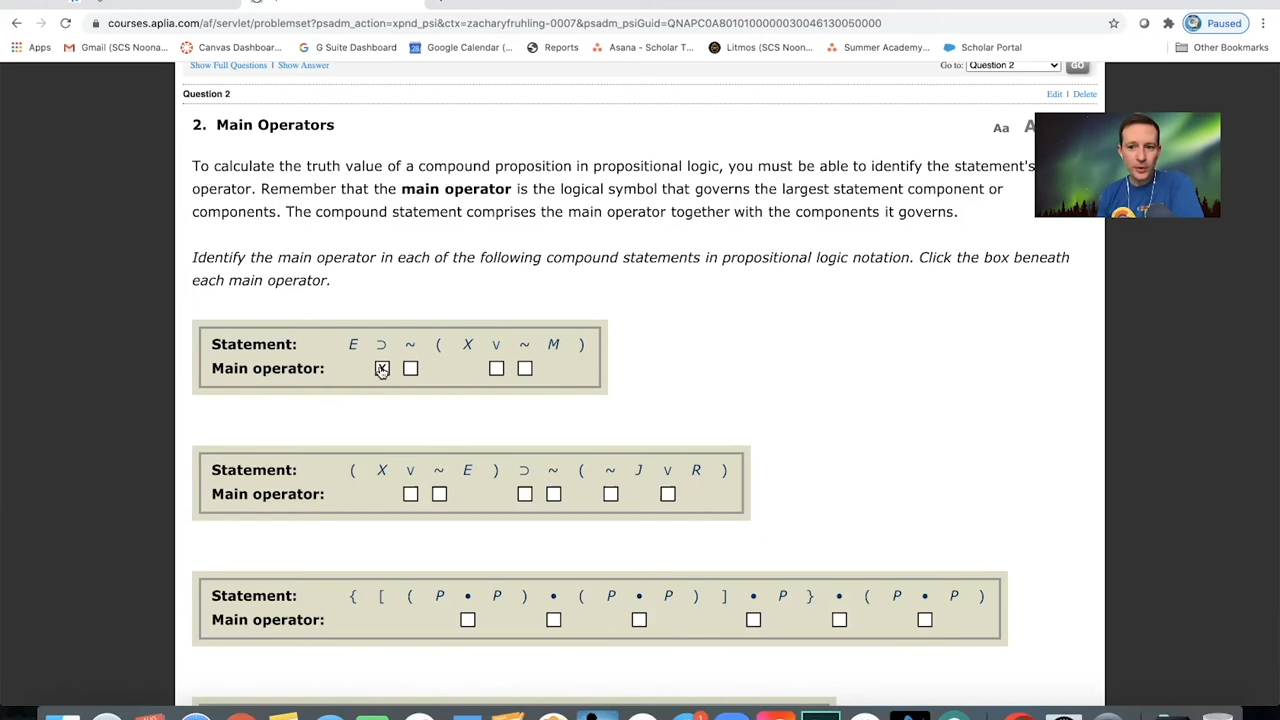 courses.aplia.com/af/servlet/problemset?psadm_action=xpnd_psi&ctx=zacharyfruhling-0007&psadm_psiGuid=QNAPC0A80101000000030046130050000
Paused
Apps Gmail (SCS Noona... Canvas Dashboar... G Suite Dashboard Google Calendar (... Reports Asana - Scholar T... Litmos (SCS Noon... Summer Academy... Scholar Portal Other Bookmarks
Show Full Questions | Show Answer Go to: Question 2 GO
Question 2 Edit | Delete
2. Main Operators Aa A
To calculate the truth value of a compound proposition in propositional logic, you must be able to identify the statement's
operator. Remember that the main operator is the logical symbol that governs the largest statement component or
components. The compound statement comprises the main operator together with the components it governs.
Identify the main operator in each of the following compound statements in propositional logic notation. Click the box beneath
each main operator.
Statement: E ⊃ ~ ( X v ~ M )
Main operator:
Statement: ( X v ~ E ) ⊃ ~ ( ~ J v R )
Main operator:
Statement: { [ ( P • P ) • ( P • P ) ] • P } • ( P • P )
Main operator: